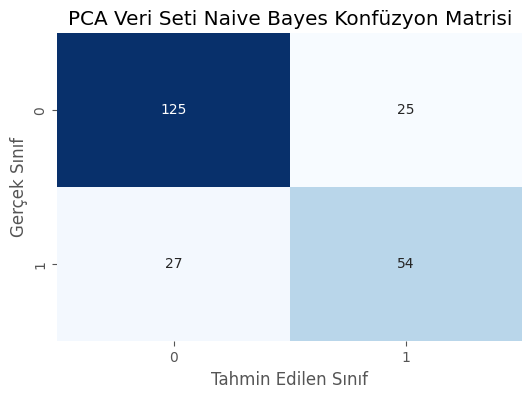 PCA Veri Seti Naive Bayes Konfüzyon Matrisi
Gerçek Sınıf
0
125
25
1
27
54
0
1
Tahmin Edilen Sınıf